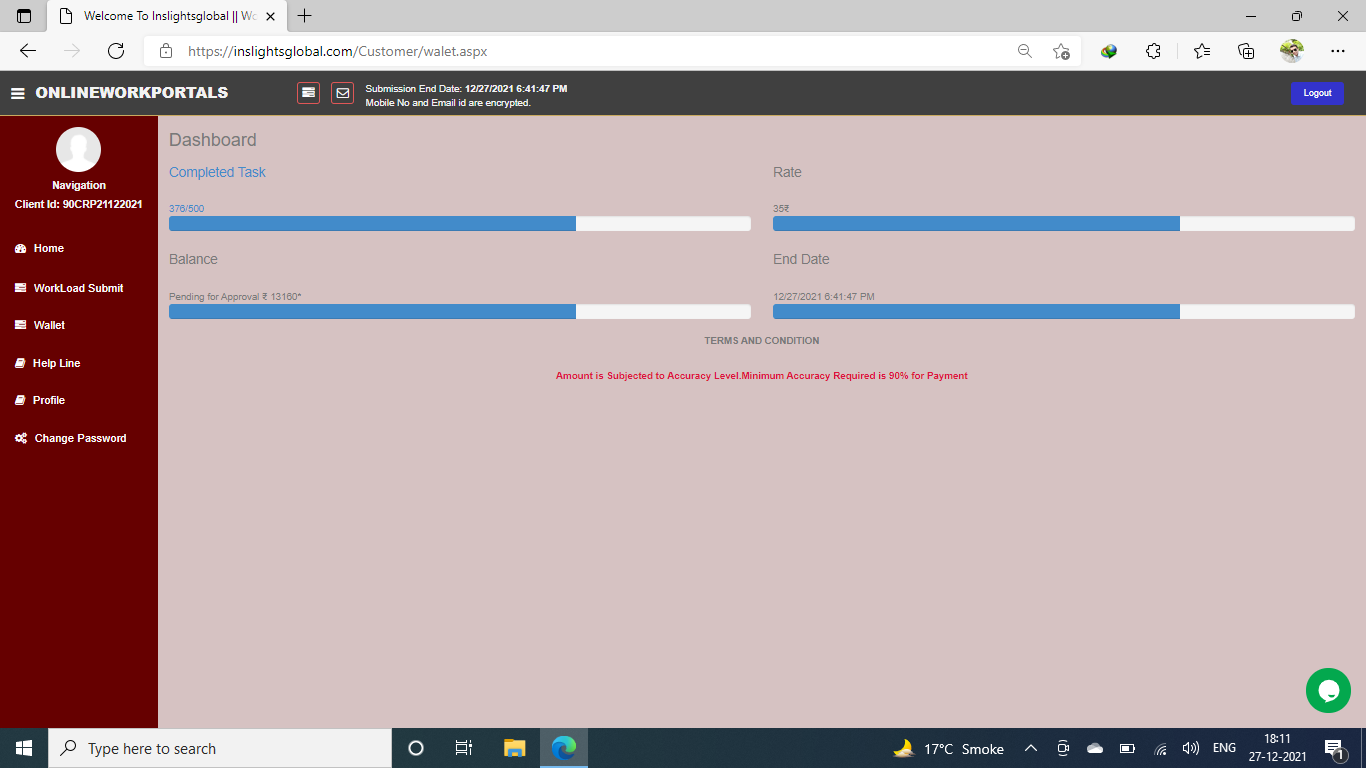 Welcome To Inslightsglobal || Wo
https://inslightsglobal.com/Customer/walet.aspx
ONLINEWORKPORTALS
Submission End Date: 12/27/2021 6:41:47 PM
Mobile No and Email id are encrypted.
Logout
Navigation
Client Id: 90CRP21122021
Home
WorkLoad Submit
Wallet
Help Line
Profile
Change Password
Dashboard
Completed Task
376/500
Rate
35₹
Balance
Pending for Approval ₹ 13160*
End Date
12/27/2021 6:41:47 PM
TERMS AND CONDITION
Amount is Subjected to Accuracy Level.Minimum Accuracy Required is 90% for Payment
Type here to search
17°C Smoke
ENG
18:11
27-12-2021
1